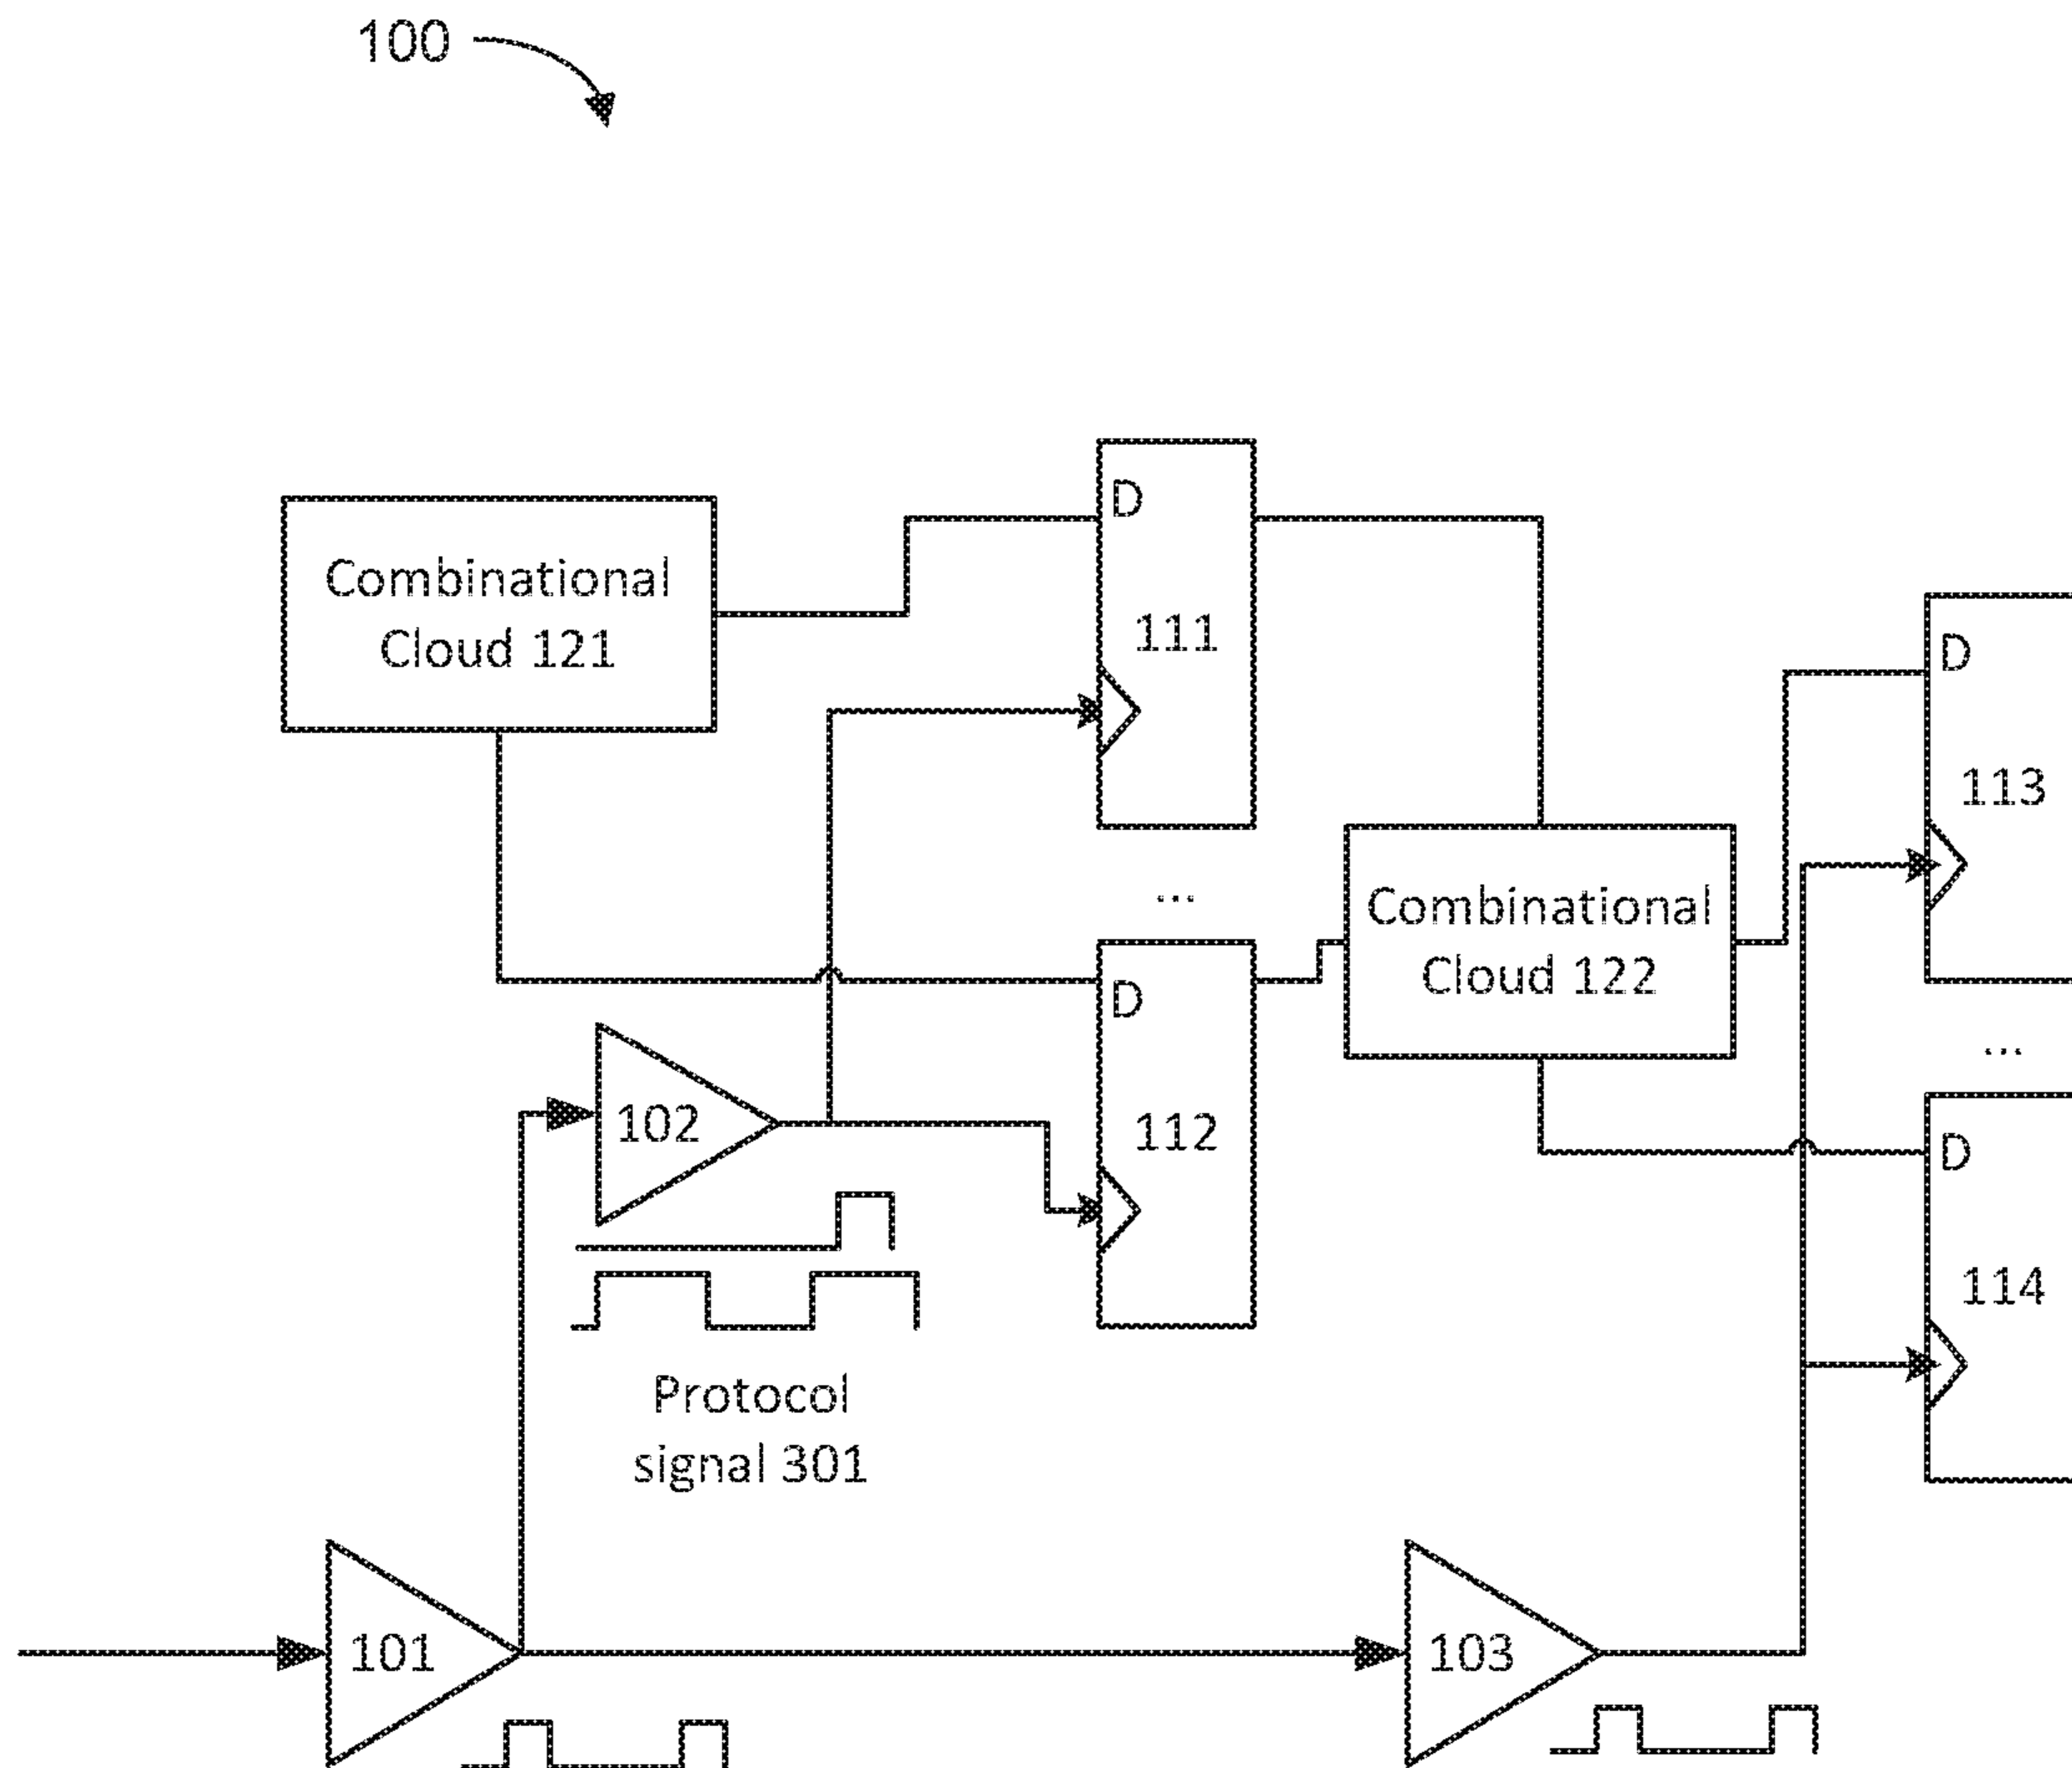 100
D
Combinational
Cloud 121
111
D
113
...
Combinational
Cloud 122
D
...
102
112
D
114
Protocol
signal 301
101
103